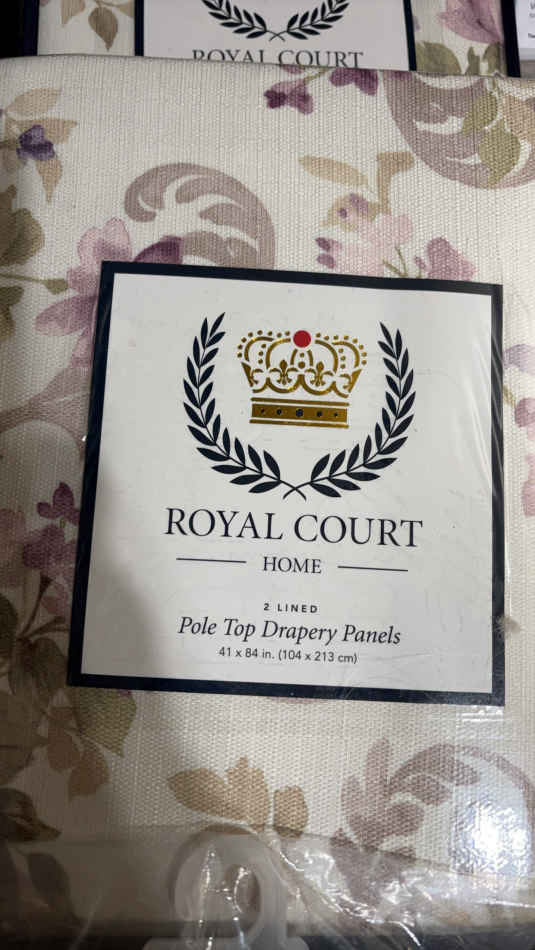 ROYAL COURT
ROYAL COURT
HOME
2 LINED
Pole Top Drapery Panels
41 x 84 in. (104 x 213 cm)